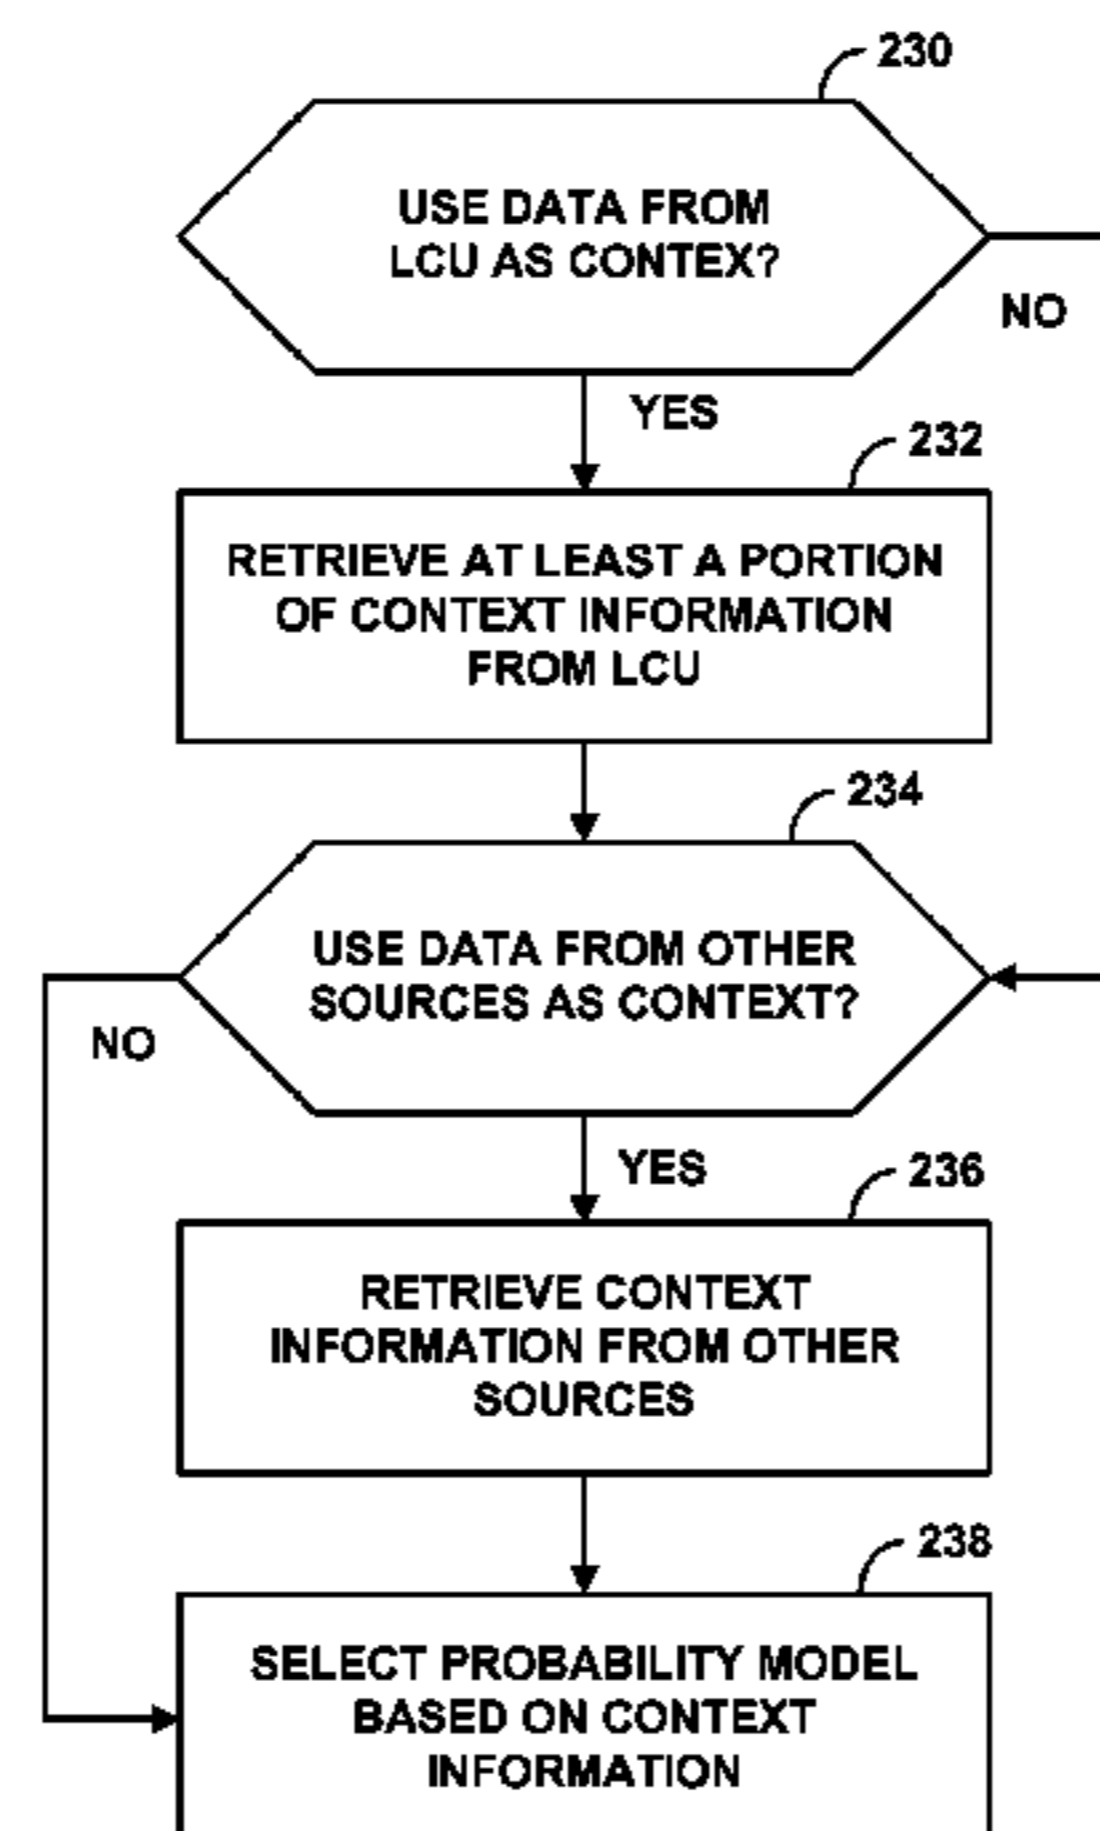 230
USE DATA FROM
LCU AS CONTEX?
NO
YES
232
RETRIEVE AT LEAST A PORTION
OF CONTEXT INFORMATION
FROM LCU
234
USE DATA FROM OTHER
SOURCES AS CONTEXT?
NO
YES
236
RETRIEVE CONTEXT
INFORMATION FROM OTHER
SOURCES
238
SELECT PROBABILITY MODEL
BASED ON CONTEXT
INFORMATION